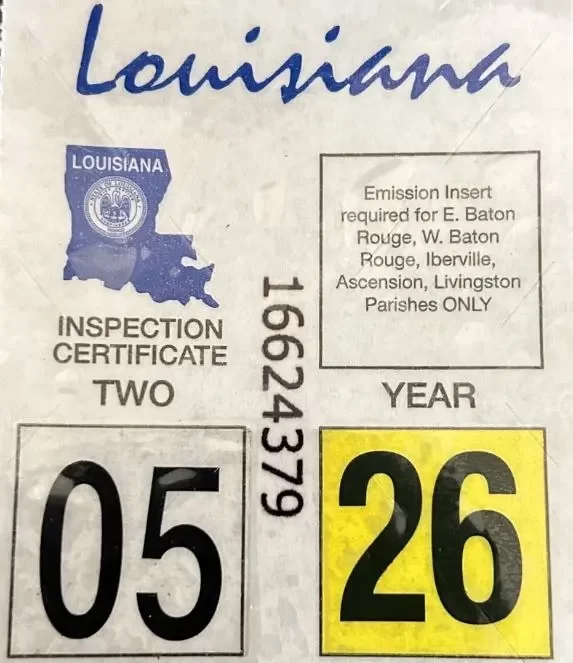 Louisiana
LOUISIANA
INSPECTION
CERTIFICATE
TWO
05
16624379
Emission Insert
required for E. Baton
Rouge, W. Baton
Rouge, Iberville,
Ascension, Livingston
Parishes ONLY
YEAR
26